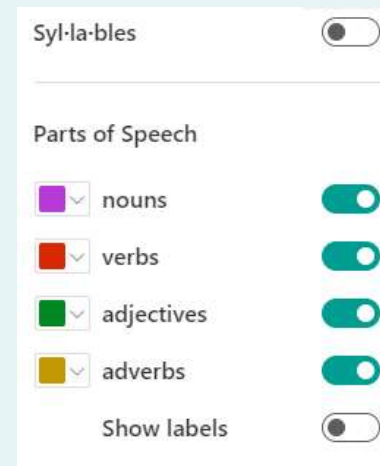 Syl·la·bles
Parts of Speech
nouns
verbs
adjectives
adverbs
Show labels